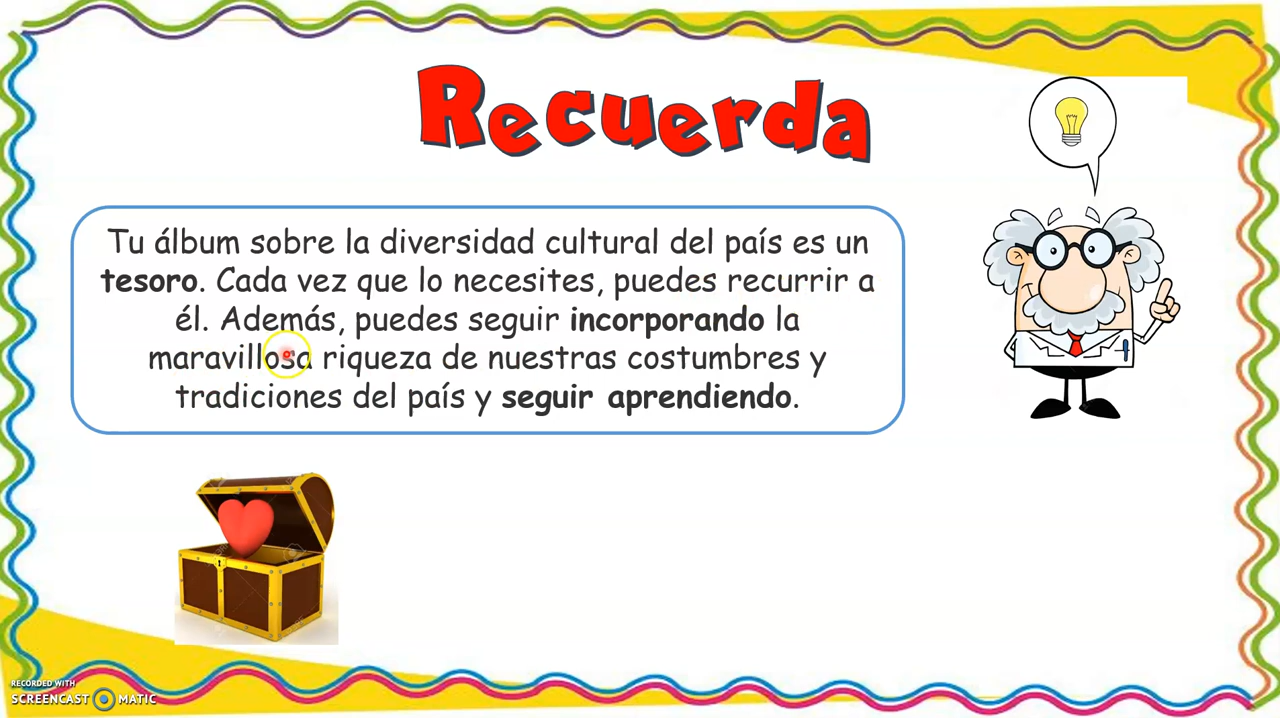 Recuerda
Tu álbum sobre la diversidad cultural del país es un
tesoro. Cada vez que lo necesites, puedes recurrir a
él. Además, puedes seguir incorporando la
maravillosa riqueza de nuestras costumbres y
tradiciones del país y seguir aprendiendo.
RECORDED WITH
SCREENCAST MATIC